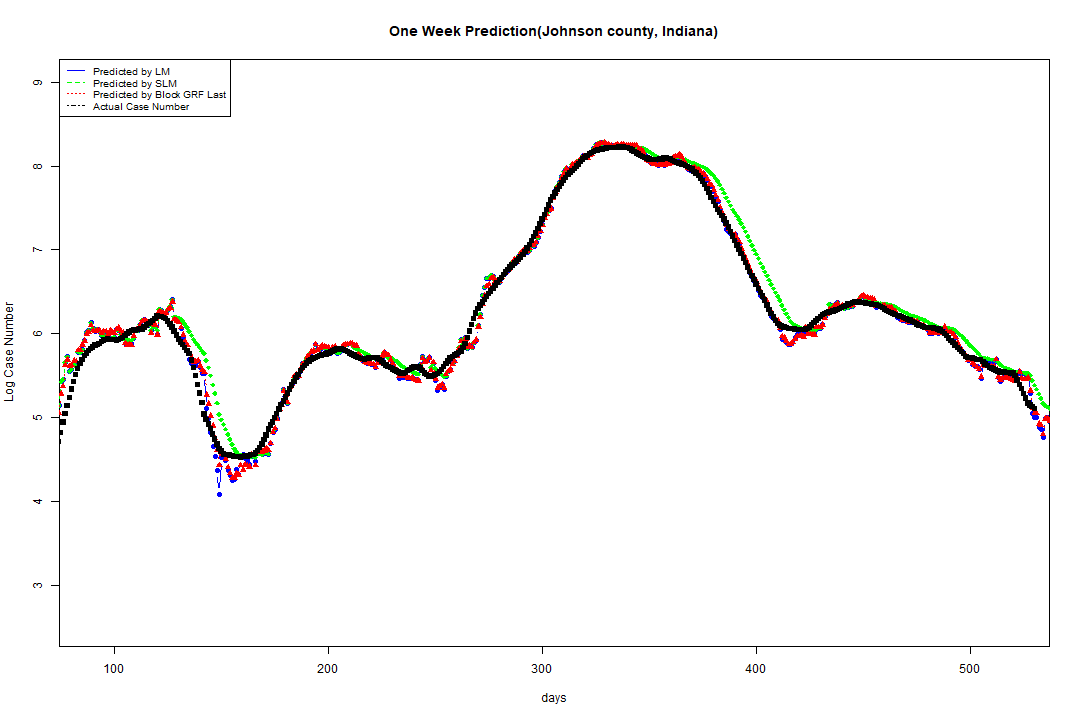 One Week Prediction(Johnson county, Indiana)
Predicted by LM
Predicted by SLM
Predicted by Block GRF Last
Actual Case Number
9
8
7
6
5
4
3
Log Case Number
100 200 300 400 500
days